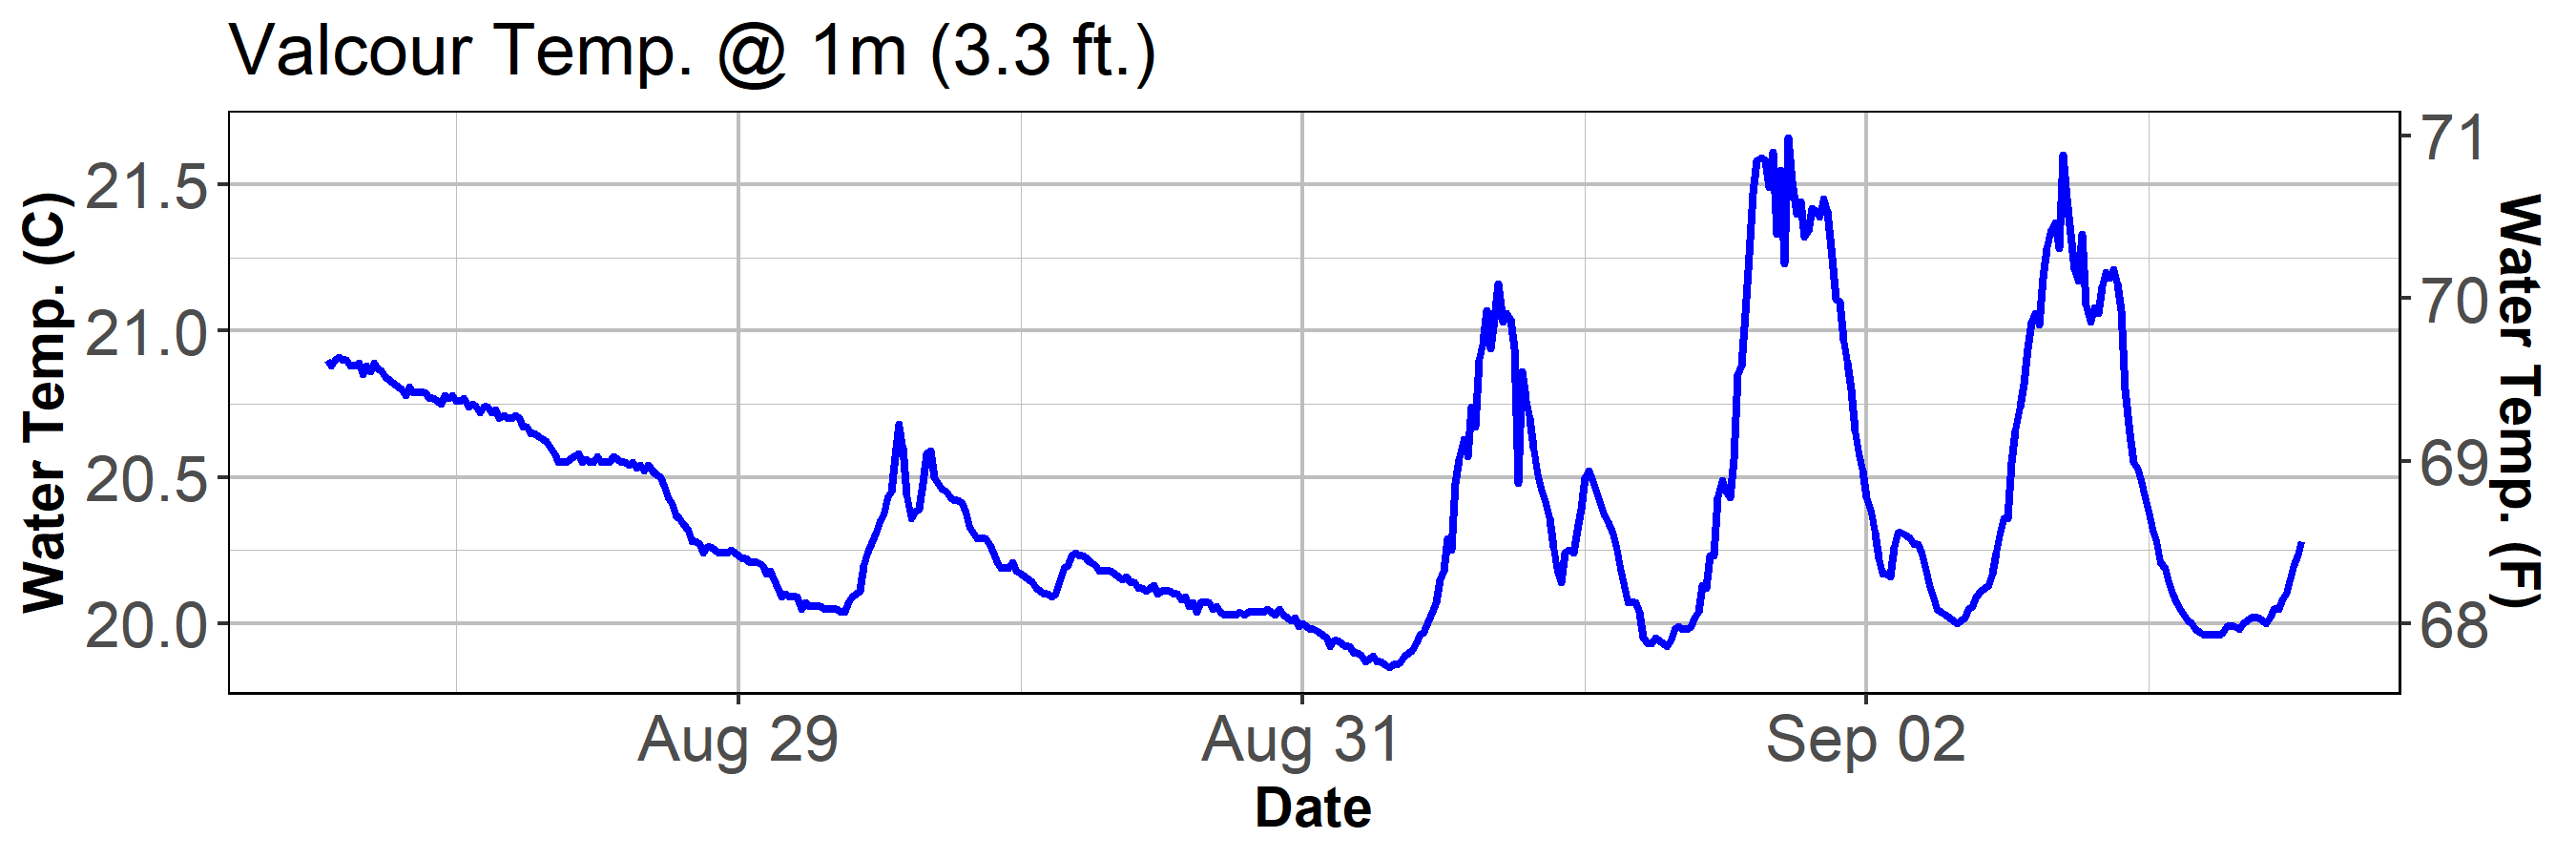 Valcour Temp. @ 1m (3.3 ft.)
Water Temp. (C)
21.5
21.0
20.5
20.0
71
70
69
68
Water Temp. (F)
Aug 29
Aug 31
Sep 02
Date